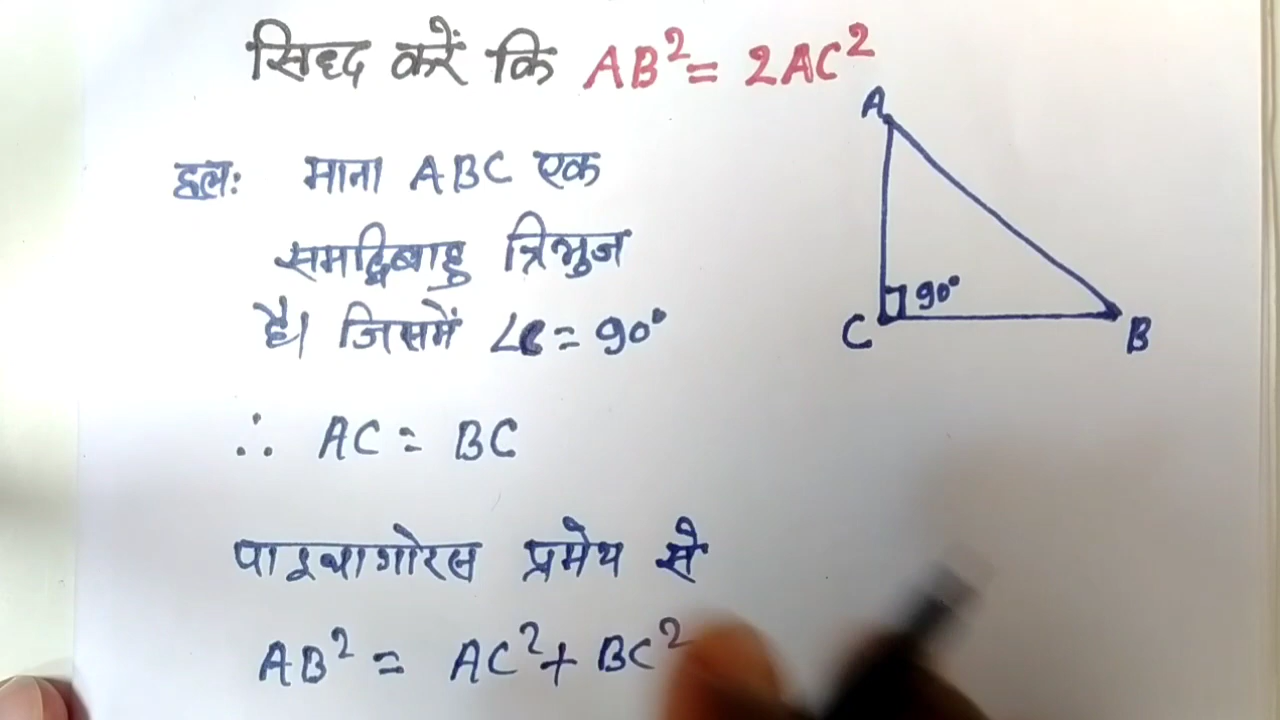 सिध्द करें कि AB²= 2AC²
हलः माना ABC एक
समद्विबाहु त्रिभुज
है। जिसमें ∠C = 90°
∴ AC = BC
पाइथागोरस प्रमेय से
AB² = AC²+ BC²
A
90°
C
B